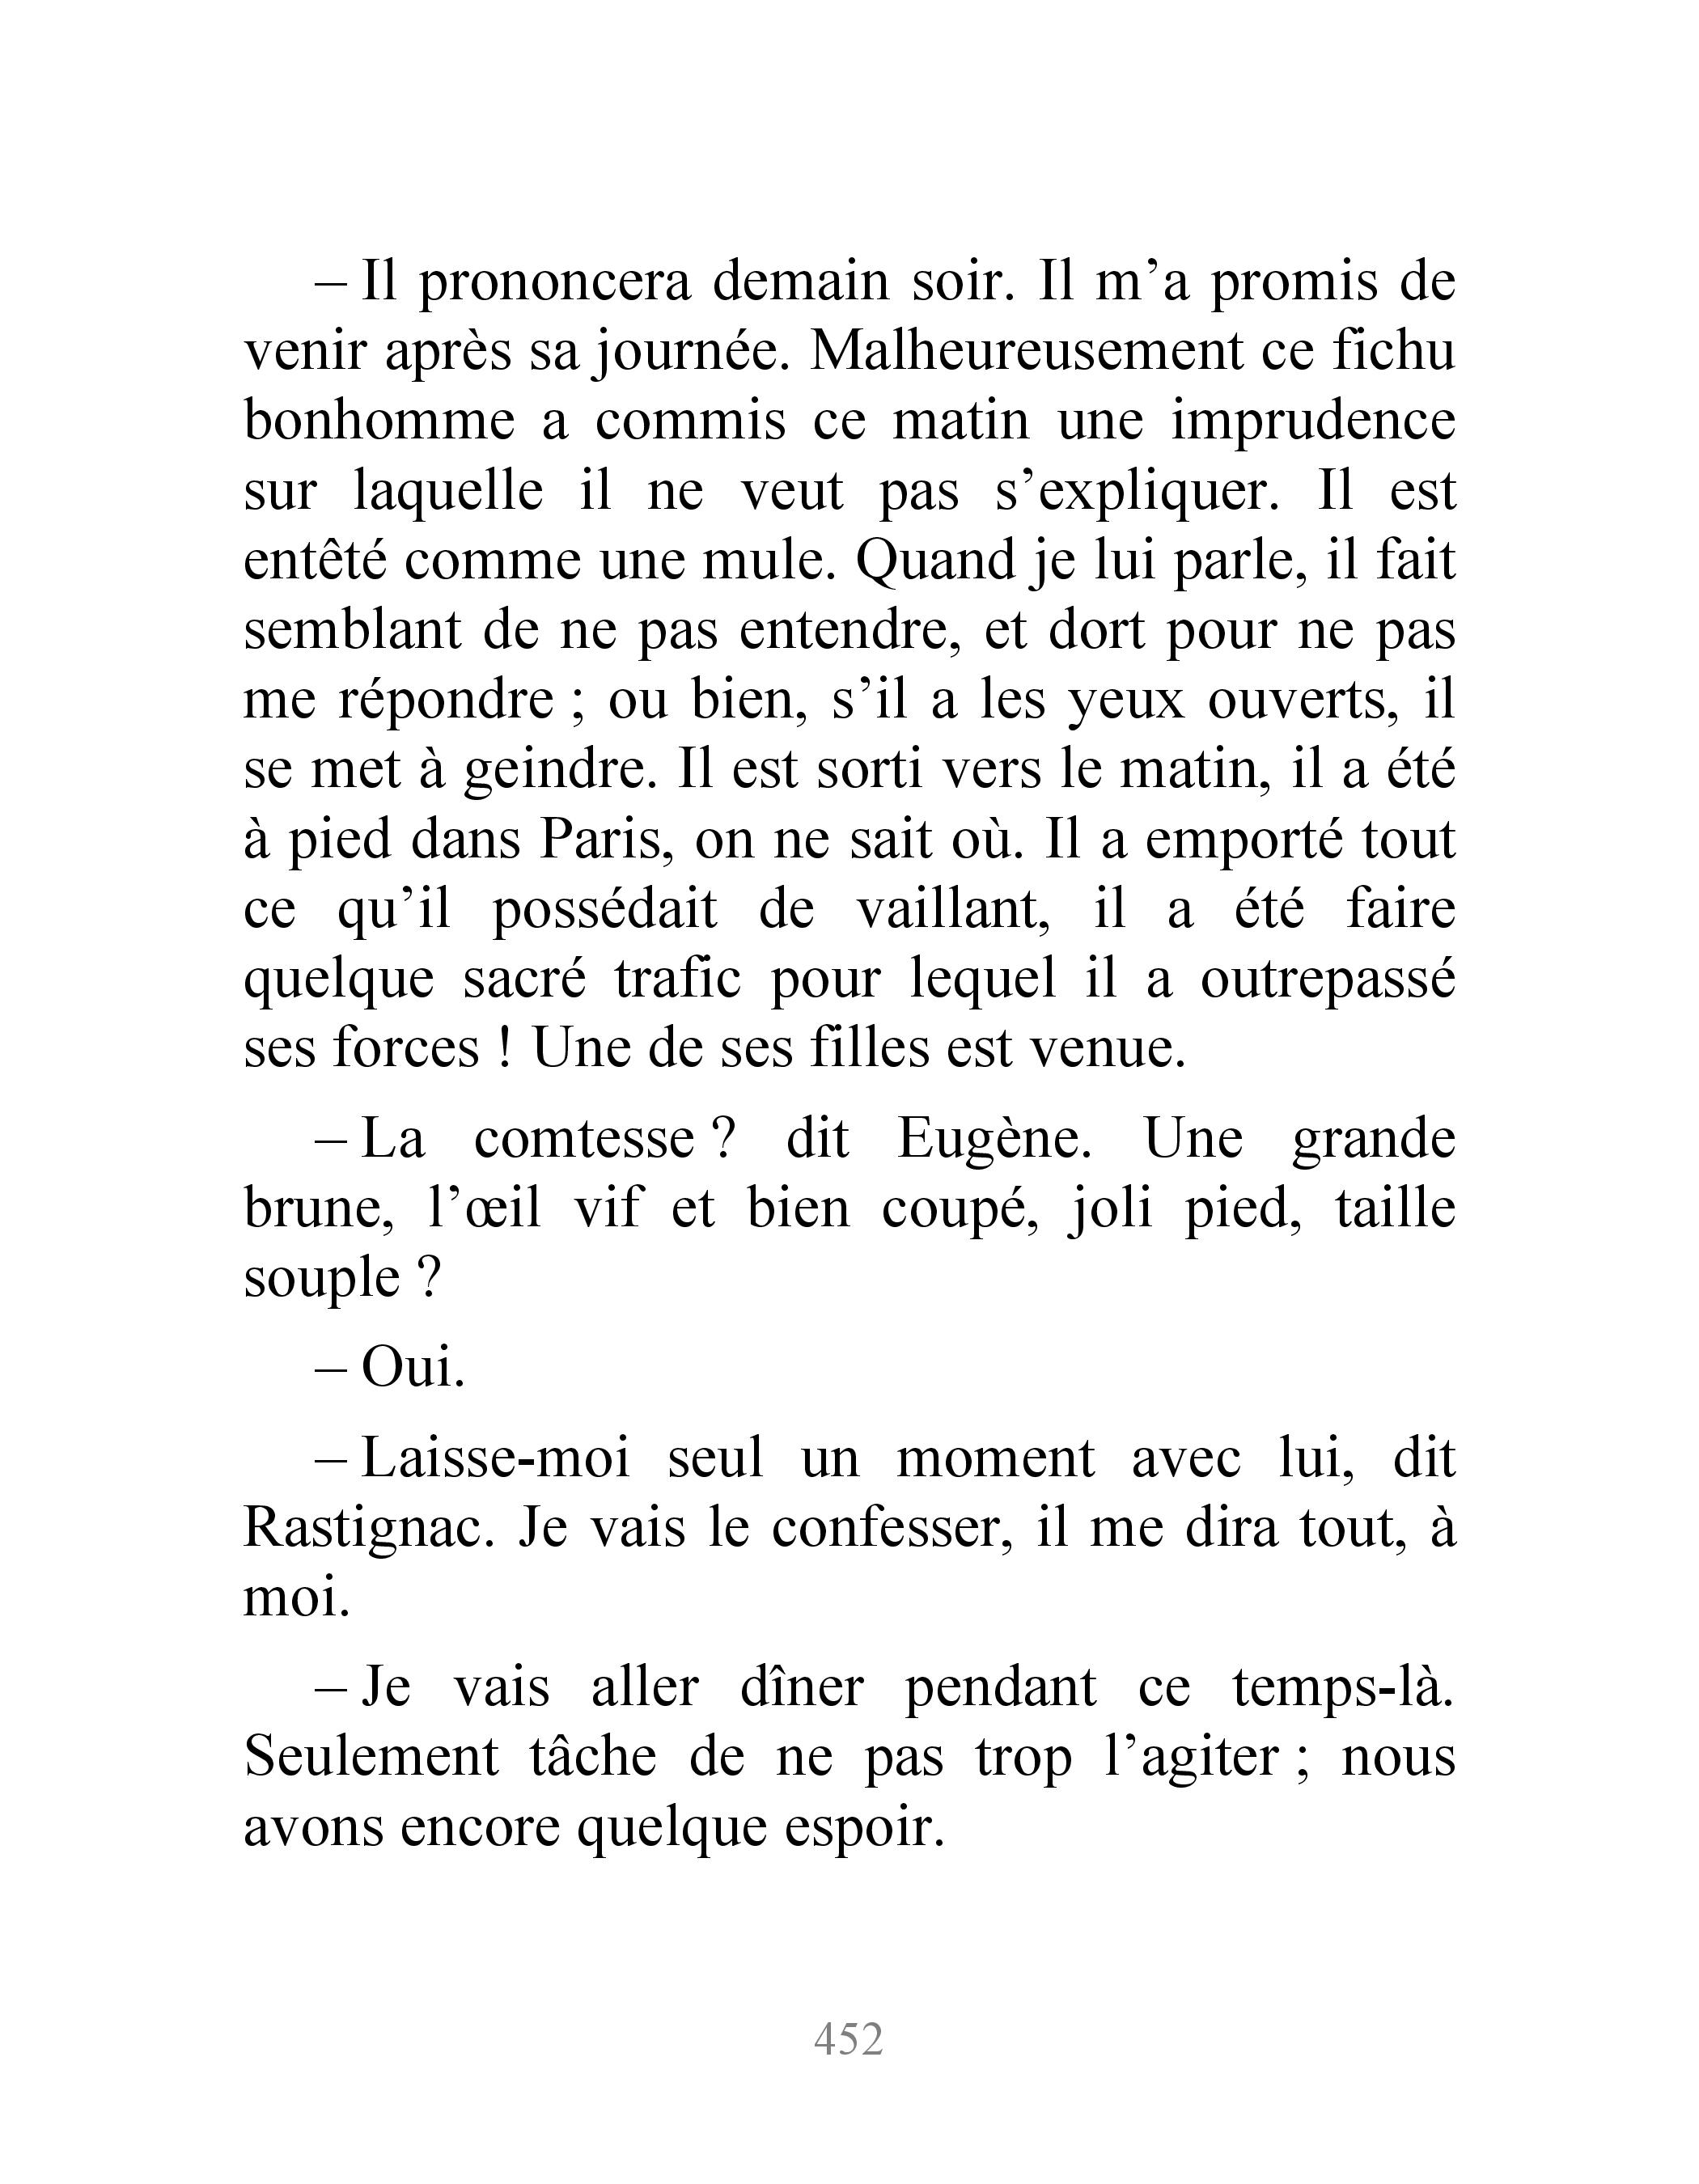 – Il prononcera demain soir. Il m’a promis de
venir après sa journée. Malheureusement ce fichu
bonhomme a commis ce matin une imprudence
sur laquelle il ne veut pas s’expliquer. Il est
entêté comme une mule. Quand je lui parle, il fait
semblant de ne pas entendre, et dort pour ne pas
me répondre ; ou bien, s’il a les yeux ouverts, il
se met à geindre. Il est sorti vers le matin, il a été
à pied dans Paris, on ne sait où. Il a emporté tout
ce qu’il possédait de vaillant, il a été faire
quelque sacré trafic pour lequel il a outrepassé
ses forces ! Une de ses filles est venue.
– La comtesse ? dit Eugène. Une grande
brune, l’œil vif et bien coupé, joli pied, taille
souple ?
– Oui.
– Laisse-moi seul un moment avec lui, dit
Rastignac. Je vais le confesser, il me dira tout, à
moi.
– Je vais aller dîner pendant ce temps-là.
Seulement tâche de ne pas trop l’agiter ; nous
avons encore quelque espoir.
452